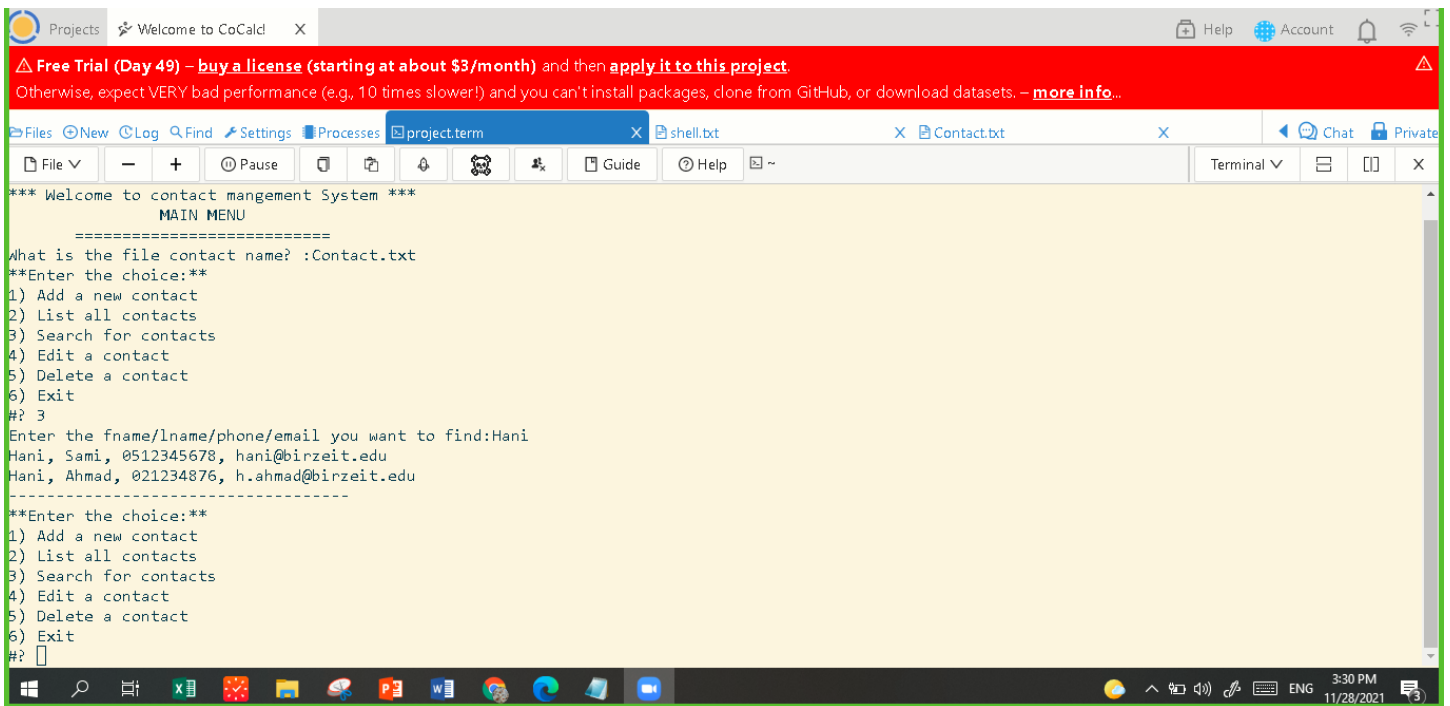 Projects Welcome to CoCalc! X Help Account
Free Trial (Day 49) – buy a license (starting at about $3/month) and then apply it to this project.
Otherwise, expect VERY bad performance (e.g., 10 times slower!) and you can't install packages, clone from GitHub, or download datasets. – more info...
Files New Log Find Settings Processes project.term X shell.txt X Contact.txt X Chat Private
File Pause Guide Help ~ Terminal X
*** Welcome to contact mangement System ***
MAIN MENU
===========================
What is the file contact name? :Contact.txt
**Enter the choice:**
1) Add a new contact
2) List all contacts
3) Search for contacts
4) Edit a contact
5) Delete a contact
6) Exit
#? 3
Enter the fname/lname/phone/email you want to find:Hani
Hani, Sami, 0512345678, hani@birzeit.edu
Hani, Ahmad, 021234876, h.ahmad@birzeit.edu
------------------------------------
**Enter the choice:**
1) Add a new contact
2) List all contacts
3) Search for contacts
4) Edit a contact
5) Delete a contact
6) Exit
#?
ENG 3:30 PM
11/28/2021